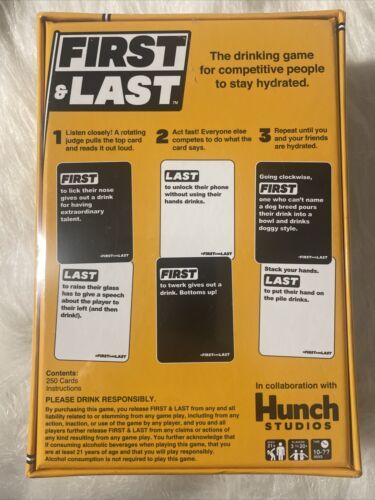 FIRST
& LAST™
The drinking game
for competitive people
to stay hydrated.
1 Listen closely! A rotating
judge pulls the top card
and reads it out loud.
2 Act fast! Everyone else
competes to do what the
card says.
3 Repeat until you
and your friends
are hydrated.
FIRST
to lick their nose
gives out a drink
for having
extraordinary
talent.
#FIRSTANDLAST
LAST
to raise their glass
has to give a speech
about the player to
their left (and then
drink!).
#FIRSTANDLAST
LAST
to unlock their phone
without using their
hands drinks.
#FIRSTANDLAST
FIRST
to twerk gives out a
drink. Bottoms up!
#FIRSTANDLAST
Going clockwise,
FIRST
one who can't name
a dog breed pours
their drink into a
bowl and drinks
doggy style.
#FIRSTANDLAST
Stack your hands.
LAST
to put their hand on
the pile drinks.
#FIRSTANDLAST
Contents:
250 Cards
Instructions
PLEASE DRINK RESPONSIBLY.
By purchasing this game, you release FIRST & LAST from any and all
liability related to or stemming from any game play, including from any
action, inaction, or use of the game by any player, and you and all
players further release FIRST & LAST from any claims or actions of
any kind resulting from any game play. You further acknowledge that
if consuming alcoholic beverages when playing this game, that you
are at least 21 years of age and that you will play responsibly.
Alcohol consumption is not required to play this game.
In collaboration with
Hunch
STUDIOS
21+
PLAYERS
3 TO 20+
TIME
10-??
MINS